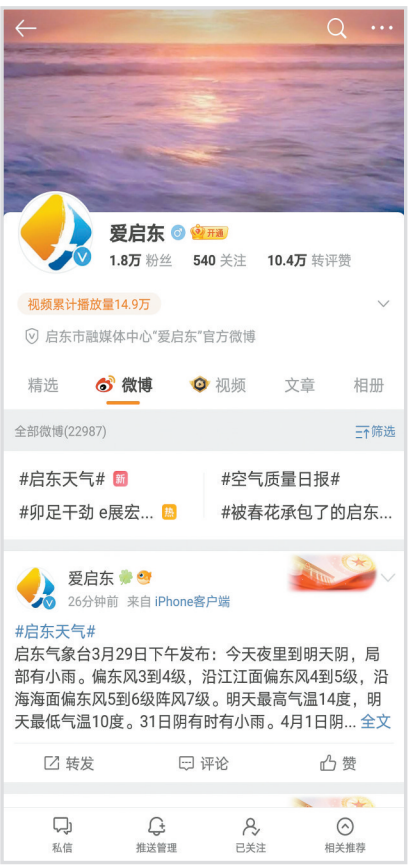 爱启东 开通
1.8万 粉丝 540 关注 10.4万 转评赞
视频累计播放量14.9万
启东市融媒体中心“爱启东”官方微博
精选 微博 视频 文章 相册
全部微博(22987) 筛选
#启东天气# 新 #空气质量日报#
#卯足干劲 e展宏... 热 #被春花承包了的启东...
爱启东
26分钟前 来自 iPhone客户端
#启东天气#
启东气象台3月29日下午发布：今天夜里到明天阴，局
部有小雨。偏东风3到4级，沿江江面偏东风4到5级，沿
海海面偏东风5到6级阵风7级。明天最高气温14度，明
天最低气温10度。31日阴有时有小雨。4月1日阴... 全文
转发 评论 赞
私信 推送管理 已关注 相关推荐